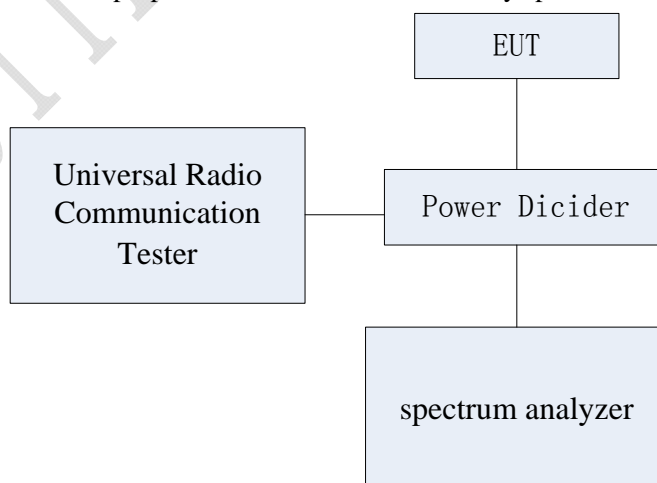 EUT
Universal Radio
Communication
Tester
Power Dicider
spectrum analyzer